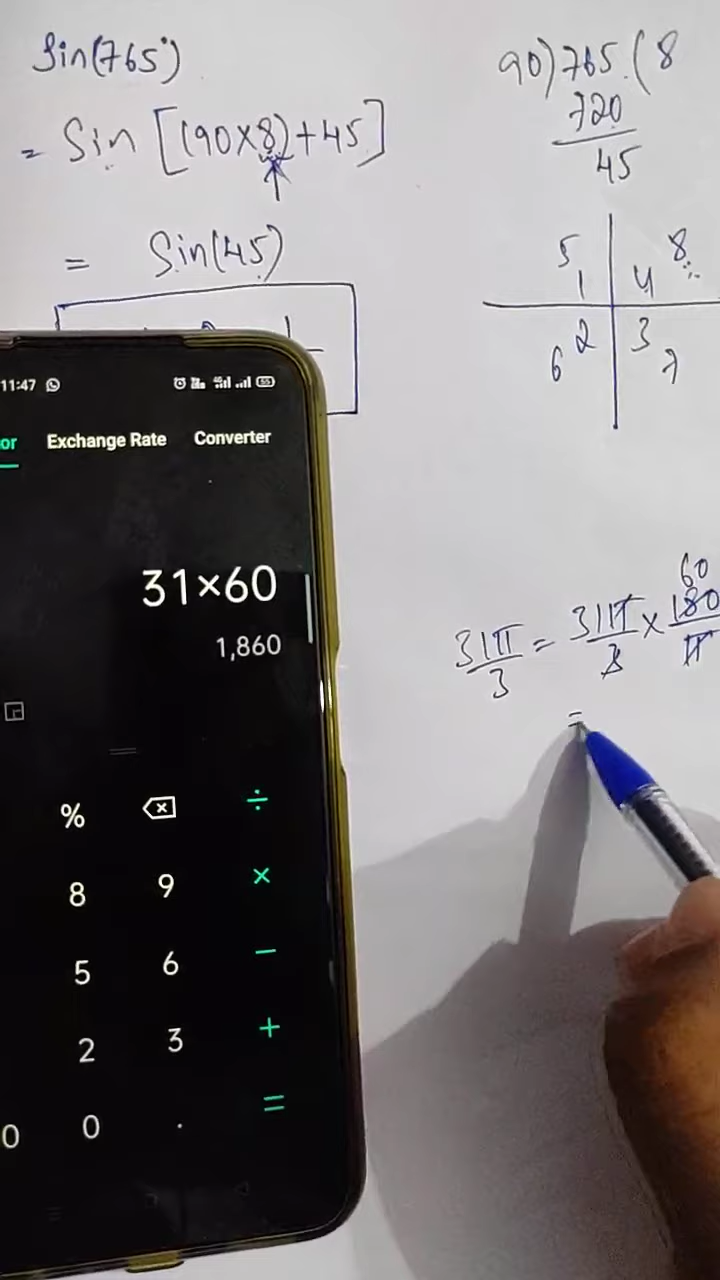 Sin(765°)
= Sin [(90×8)+45]
= Sin(45)
90)765(8
720
45
5 1 4 8
6 2 3 7
11:47
Exchange Rate Converter
31×60
1,860
% ÷
8 9 ×
5 6 −
2 3 +
0 0 . =
31π/3 = 31π/3 × 180/π
60
=